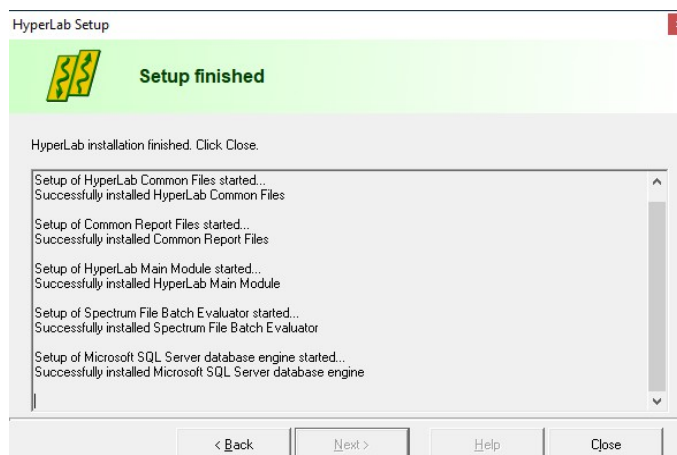 HyperLab Setup
Setup finished
HyperLab installation finished. Click Close.
Setup of HyperLab Common Files started...
Successfully installed HyperLab Common Files
Setup of Common Report Files started...
Successfully installed Common Report Files
Setup of HyperLab Main Module started...
Successfully installed HyperLab Main Module
Setup of Spectrum File Batch Evaluator started...
Successfully installed Spectrum File Batch Evaluator
Setup of Microsoft SQL Server database engine started...
Successfully installed Microsoft SQL Server database engine
< Back Next > Help Close